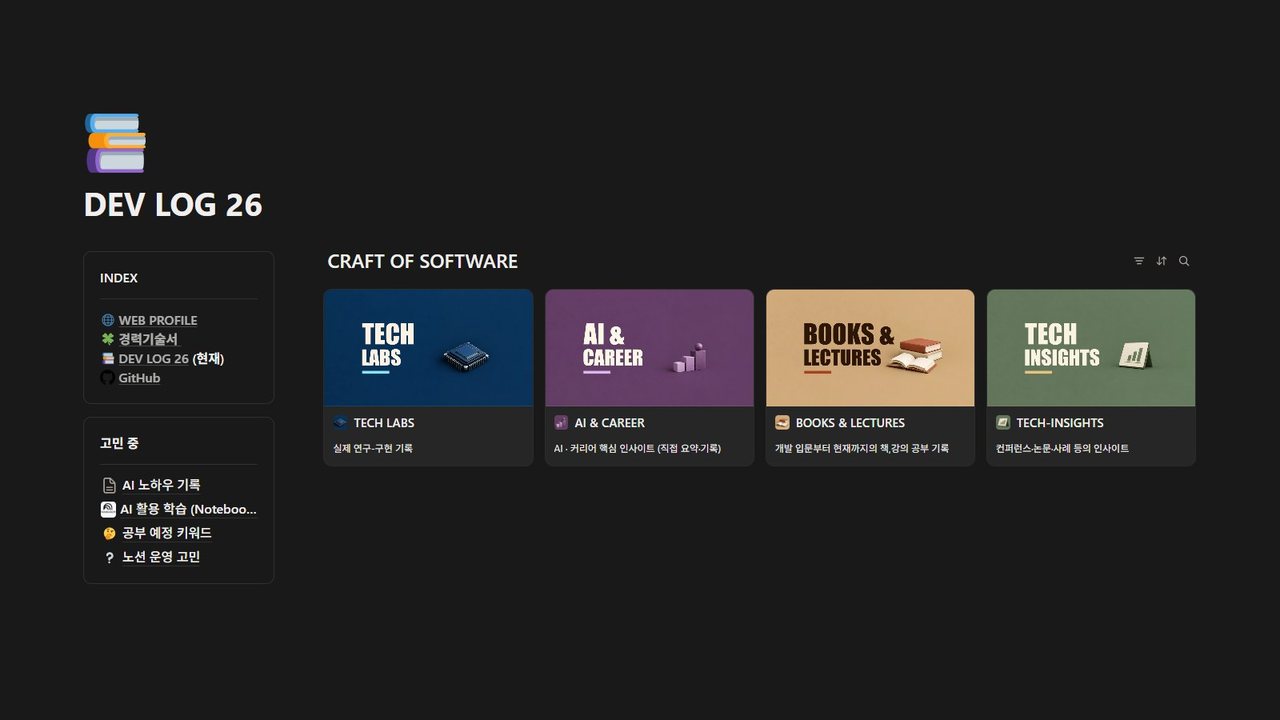 DEV LOG 26
INDEX
WEB PROFILE
경력기술서
DEV LOG 26 (현재)
GitHub
고민 중
AI 노하우 기록
AI 활용 학습 (Noteboo...
공부 예정 키워드
노션 운영 고민
CRAFT OF SOFTWARE
TECH
LABS
TECH LABS
실제 연구·구현 기록
AI &
CAREER
AI & CAREER
AI · 커리어 핵심 인사이트 (직접 요약·기록)
BOOKS &
LECTURES
BOOKS & LECTURES
개발 입문부터 현재까지의 책,강의 공부 기록
TECH
INSIGHTS
TECH-INSIGHTS
컨퍼런스·논문·사례 등의 인사이트